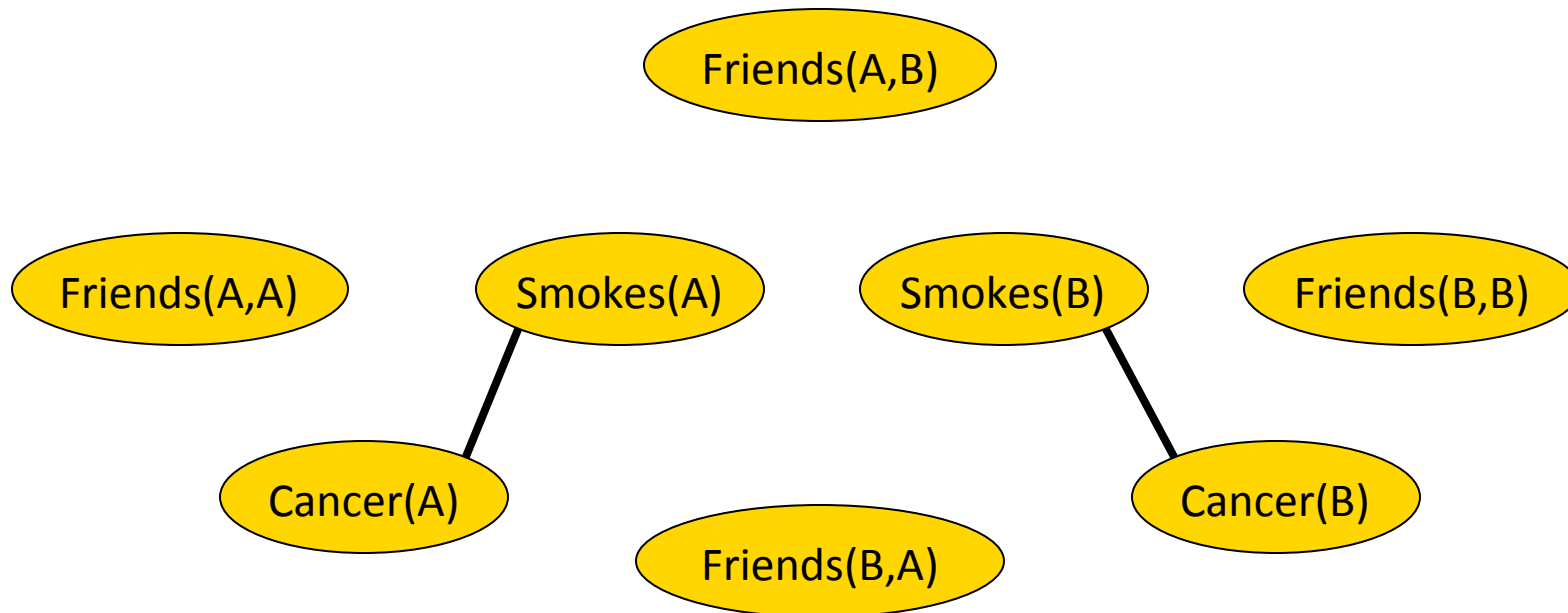 Friends(A,B)
Friends(A,A)
Smokes(A)
Smokes(B)
Friends(B,B)
Cancer(A)
Cancer(B)
Friends(B,A)